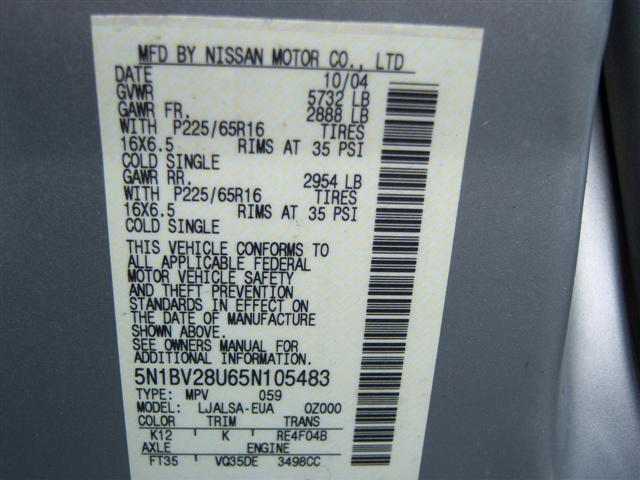 MFD BY NISSAN MOTOR CO., LTD
DATE 10/04
GVWR 5732 LB
GAWR FR. 2888 LB
WITH P225/65R16 TIRES
16X6.5 RIMS AT 35 PSI
COLD SINGLE
GAWR RR. 2954 LB
WITH P225/65R16 TIRES
16X6.5 RIMS AT 35 PSI
COLD SINGLE
THIS VEHICLE CONFORMS TO
ALL APPLICABLE FEDERAL
MOTOR VEHICLE SAFETY
AND THEFT PREVENTION
STANDARDS IN EFFECT ON
THE DATE OF MANUFACTURE
SHOWN ABOVE.
SEE OWNERS MANUAL FOR
ADDITIONAL INFORMATION.
5N1BV28U65N105483
TYPE: MPV 059
MODEL: LJALSA-EUA 0Z000
COLOR TRIM TRANS
K12 K RE4F04B
AXLE ENGINE
FT35 VQ35DE 3498CC